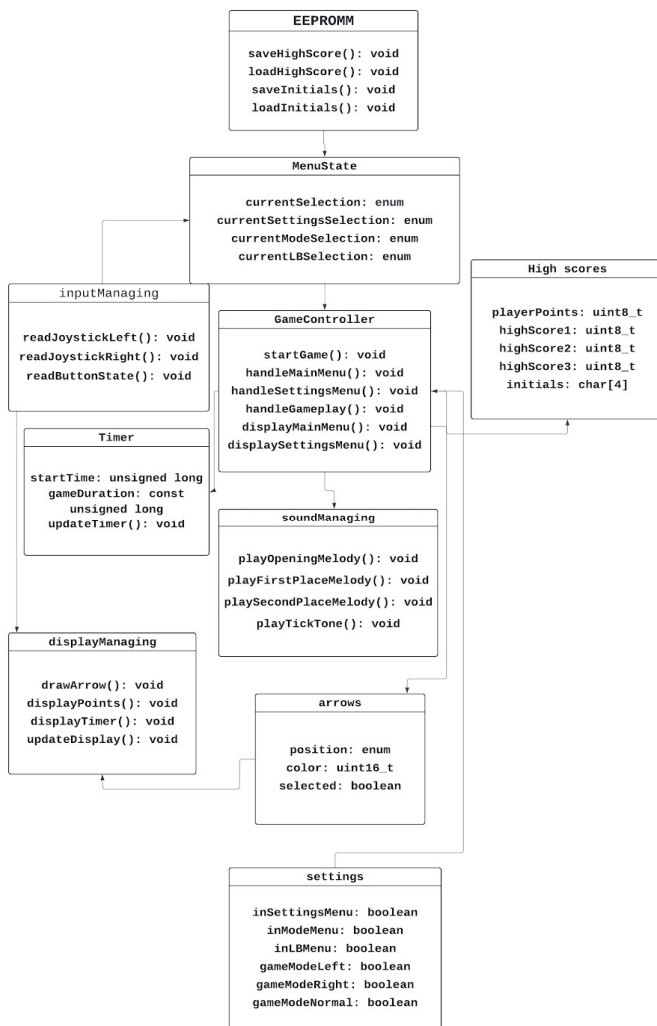 EEPROMM
saveHighScore(): void
loadHighScore(): void
saveInitials(): void
loadInitials(): void
MenuState
currentSelection: enum
currentSettingsSelection: enum
currentModeSelection: enum
currentLBSelection: enum
inputManaging
readJoystickLeft(): void
readJoystickRight(): void
readButtonState(): void
GameController
startGame(): void
handleMainMenu(): void
handleSettingsMenu(): void
handleGameplay(): void
displayMainMenu(): void
displaySettingsMenu(): void
High scores
playerPoints: uint8_t
highScore1: uint8_t
highScore2: uint8_t
highScore3: uint8_t
initials: char[4]
Timer
startTime: unsigned long
gameDuration: const
unsigned long
updateTimer(): void
soundManaging
playOpeningMelody(): void
playFirstPlaceMelody(): void
playSecondPlaceMelody(): void
playTickTone(): void
displayManaging
drawArrow(): void
displayPoints(): void
displayTimer(): void
updateDisplay(): void
arrows
position: enum
color: uint16_t
selected: boolean
settings
inSettingsMenu: boolean
inModeMenu: boolean
inLBMenu: boolean
gameModeLeft: boolean
gameModeRight: boolean
gameModeNormal: boolean